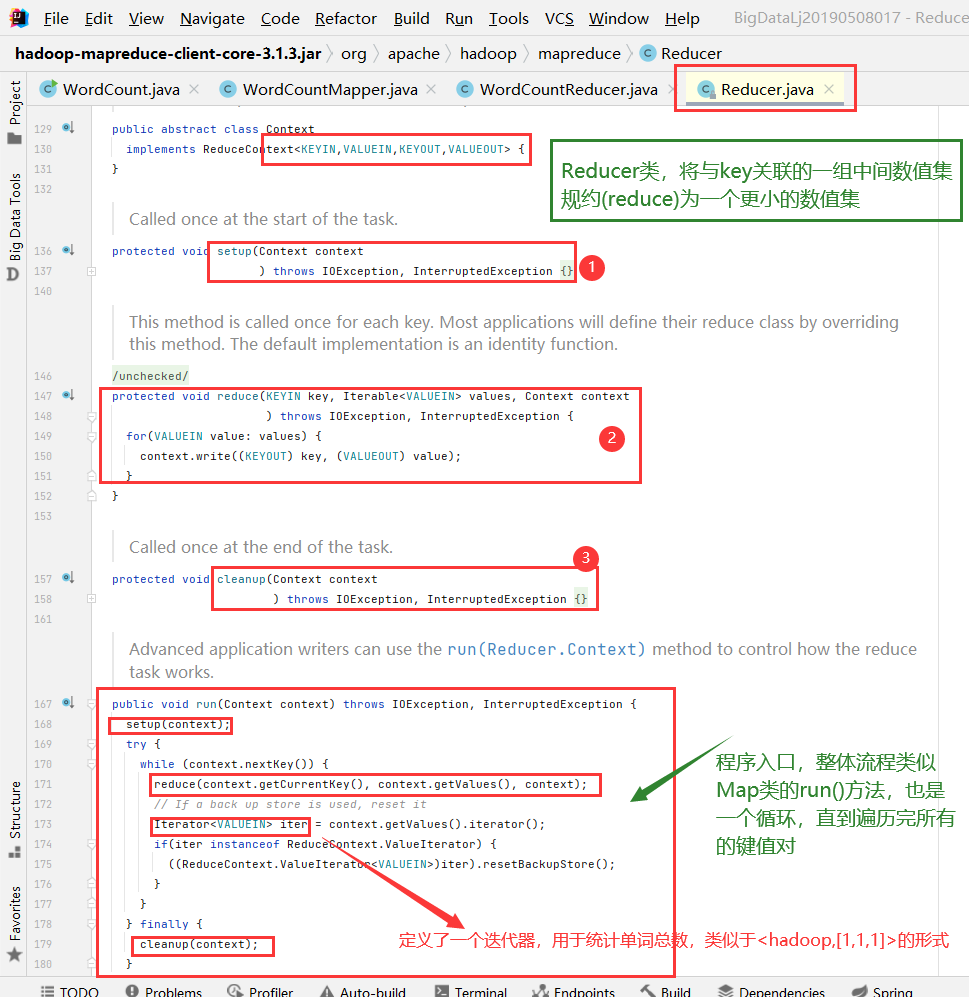 File Edit View Navigate Code Refactor Build Run Tools VCS Window Help BigDataLj20190508017 - Reduce
hadoop-mapreduce-client-core-3.1.3.jar org apache hadoop mapreduce Reducer
WordCount.java WordCountMapper.java WordCountReducer.java Reducer.java
Project
Big Data Tools
Structure
Favorites
129 public abstract class Context
130 implements ReduceContext<KEYIN,VALUEIN,KEYOUT,VALUEOUT> {
131 }
132
Reducer类，将与key关联的一组中间数值集
规约(reduce)为一个更小的数值集
Called once at the start of the task.
136 protected void setup(Context context
137 ) throws IOException, InterruptedException {}
1
140
This method is called once for each key. Most applications will define their reduce class by overriding
this method. The default implementation is an identity function.
146 /unchecked/
147 protected void reduce(KEYIN key, Iterable<VALUEIN> values, Context context
148 ) throws IOException, InterruptedException {
149 for(VALUEIN value: values) {
2
150 context.write((KEYOUT) key, (VALUEOUT) value);
151 }
152 }
153
Called once at the end of the task.
3
157 protected void cleanup(Context context
158 ) throws IOException, InterruptedException {}
161
Advanced application writers can use the run(Reducer.Context) method to control how the reduce
task works.
167 public void run(Context context) throws IOException, InterruptedException {
168 setup(context);
169 try {
170 while (context.nextKey()) {
171 reduce(context.getCurrentKey(), context.getValues(), context);
172 // If a back up store is used, reset it
173 Iterator<VALUEIN> iter = context.getValues().iterator();
174 if(iter instanceof ReduceContext.ValueIterator) {
175 ((ReduceContext.ValueIterator<VALUEIN>)iter).resetBackupStore();
176 }
177 }
178 } finally {
179 cleanup(context);
180 }
程序入口，整体流程类似
Map类的run()方法，也是
一个循环，直到遍历完所有
的键值对
定义了一个迭代器，用于统计单词总数，类似于<hadoop,[1,1,1]>的形式
TODO Problems Profiler Auto-build Terminal Endpoints Build Dependencies Spring